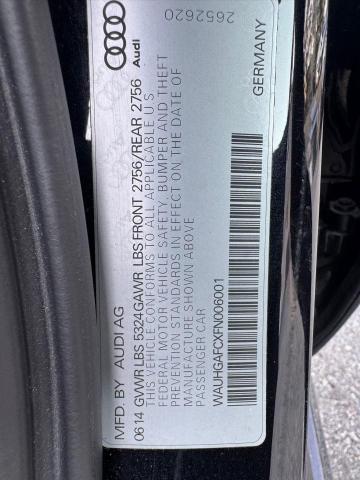 MFD. BY AUDI AG
Audi
06 14 GVWR LBS 5324 GAWR LBS FRONT 2756/REAR 2756
THIS VEHICLE CONFORMS TO ALL APPLICABLE U S
FEDERAL MOTOR VEHICLE SAFETY, BUMPER AND THEFT
PREVENTION STANDARDS IN EFFECT ON THE DATE OF
MANUFACTURE SHOWN ABOVE
PASSENGER CAR
2652620
WAUHGAFCXFN006001
GERMANY